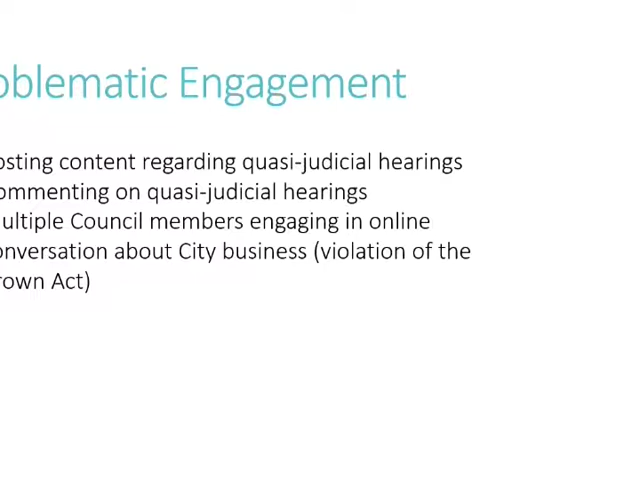 oblematic Engagement
osting content regarding quasi-judicial hearings
ommenting on quasi-judicial hearings
ultiple Council members engaging in online
onversation about City business (violation of the
rown Act)